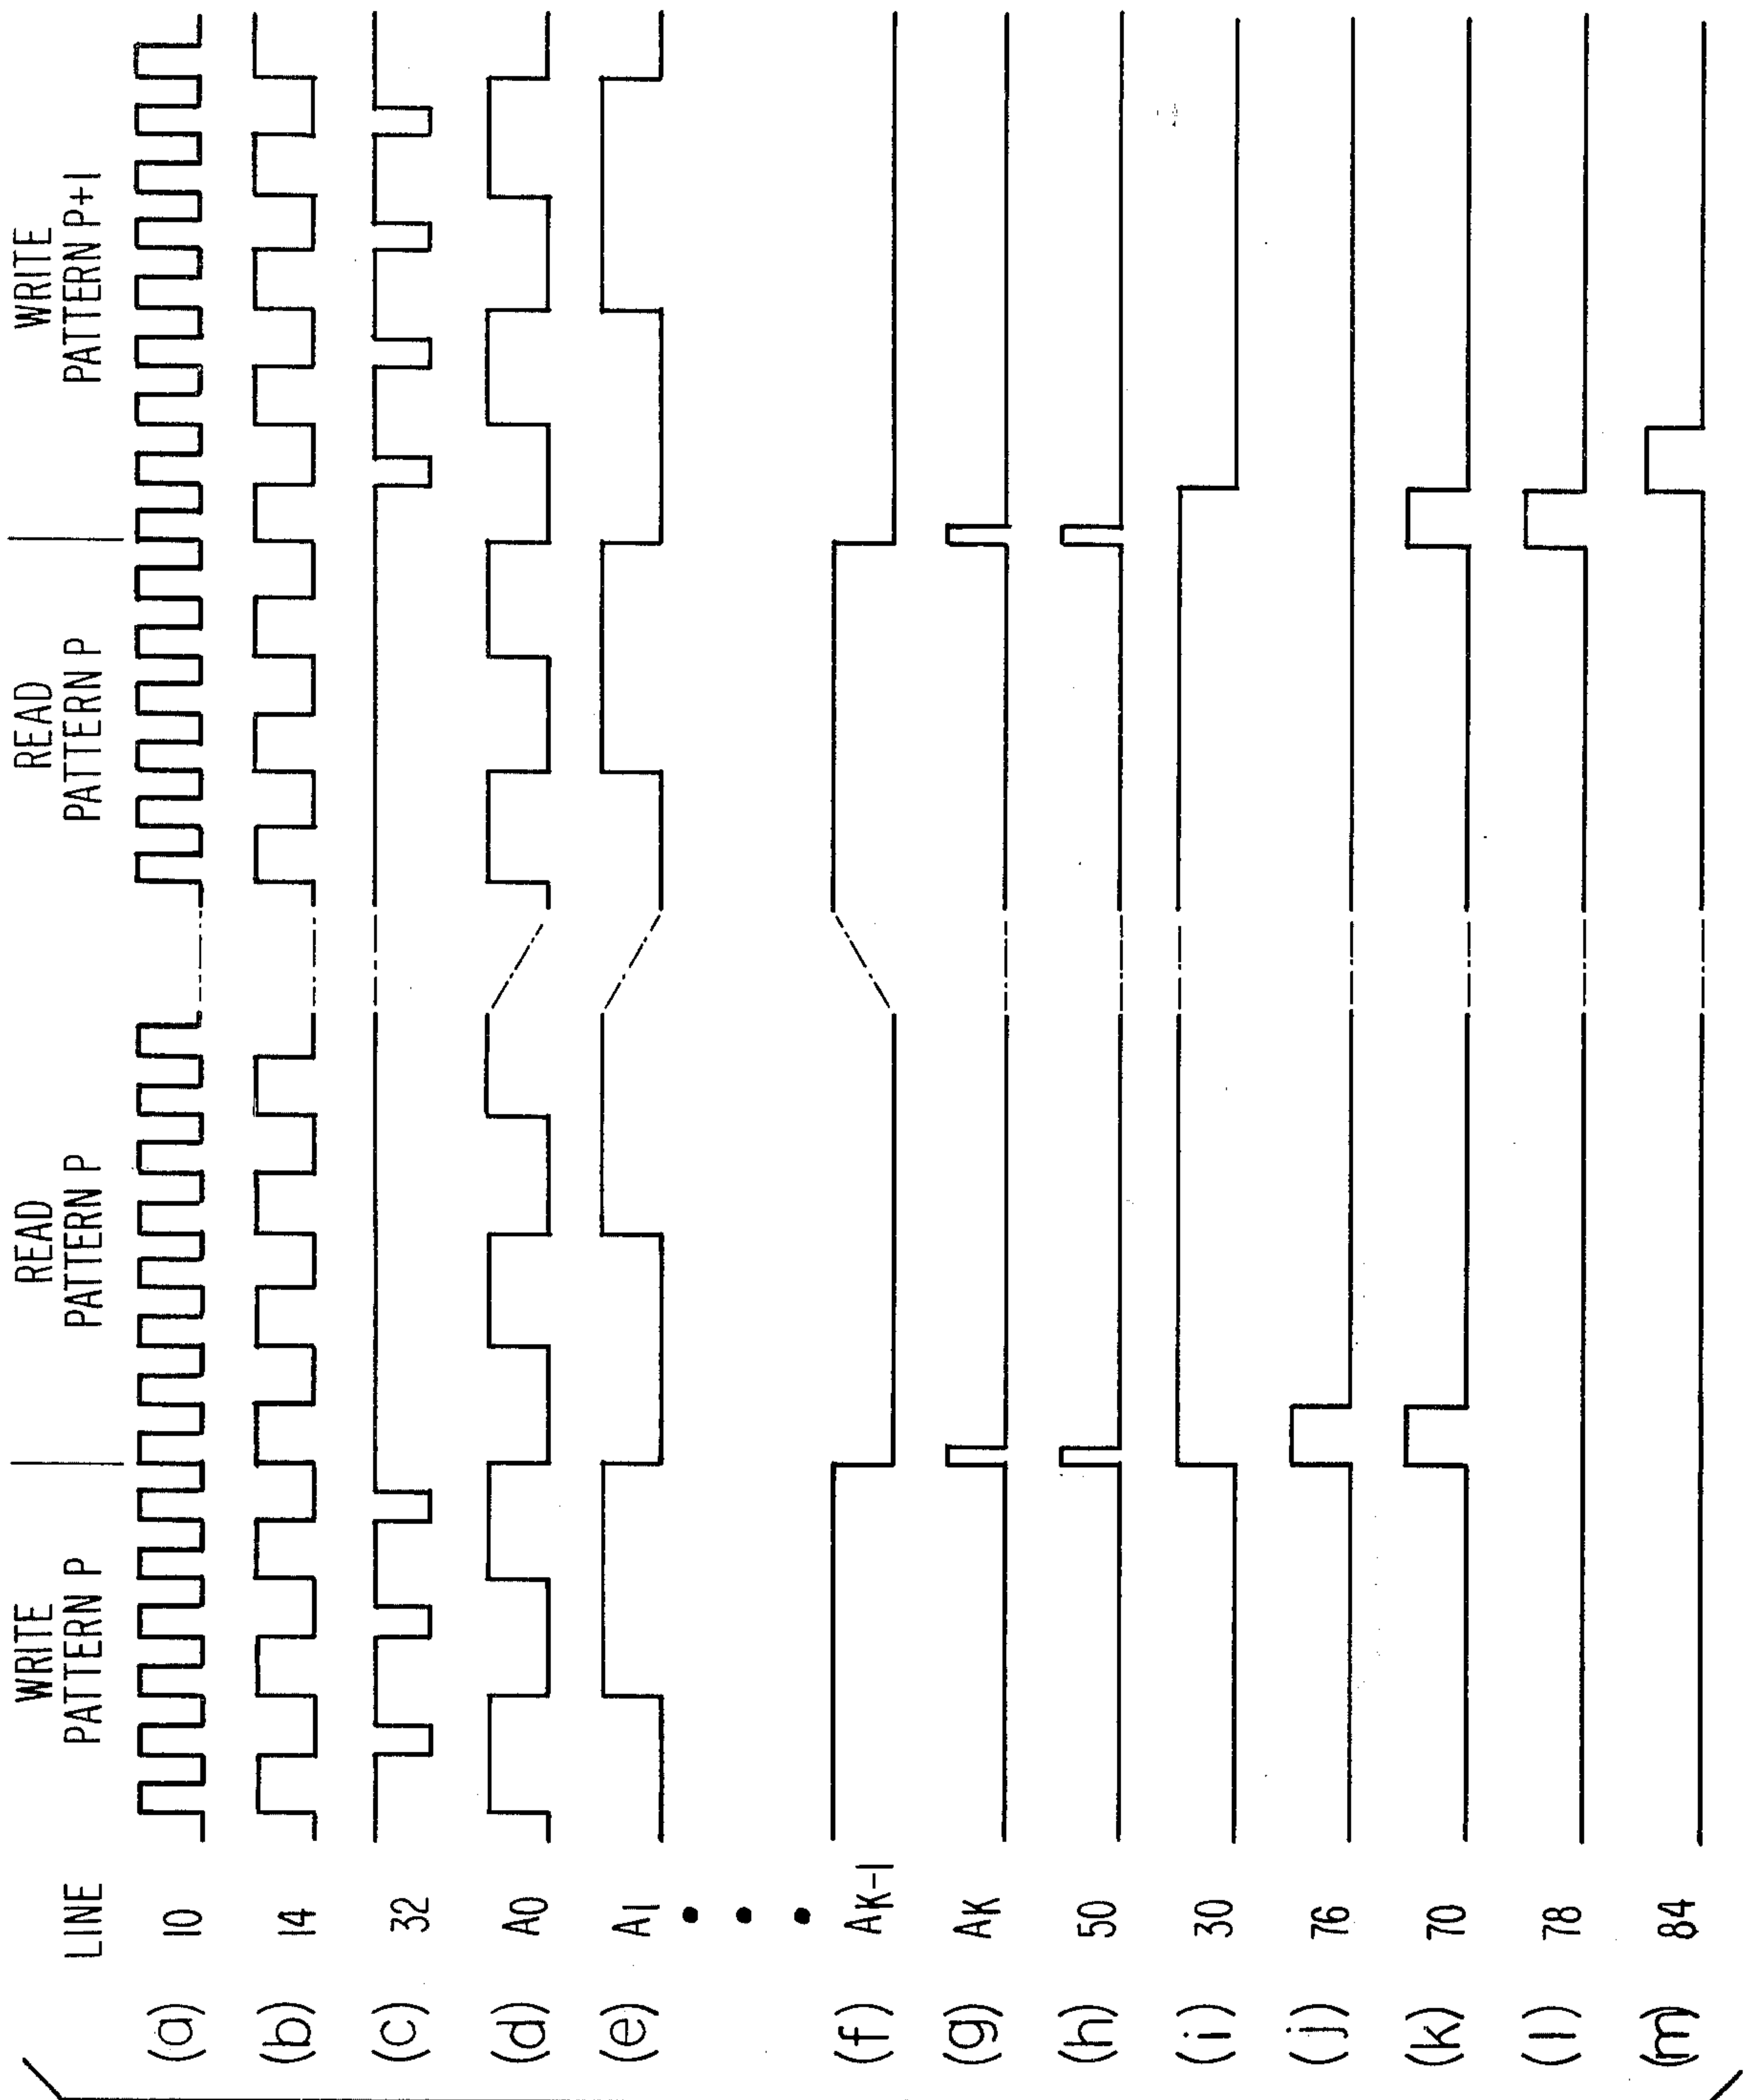 LINE
WRITE
PATTERN P
READ
PATTERN P
READ
PATTERN P
WRITE
PATTERN P+1
(a) 10
(b) 14
(c) 32
(d) A0
(e) A1
(f) AK-1
(g) AK
(h) 50
(i) 30
(j) 76
(k) 70
(l) 78
(m) 84